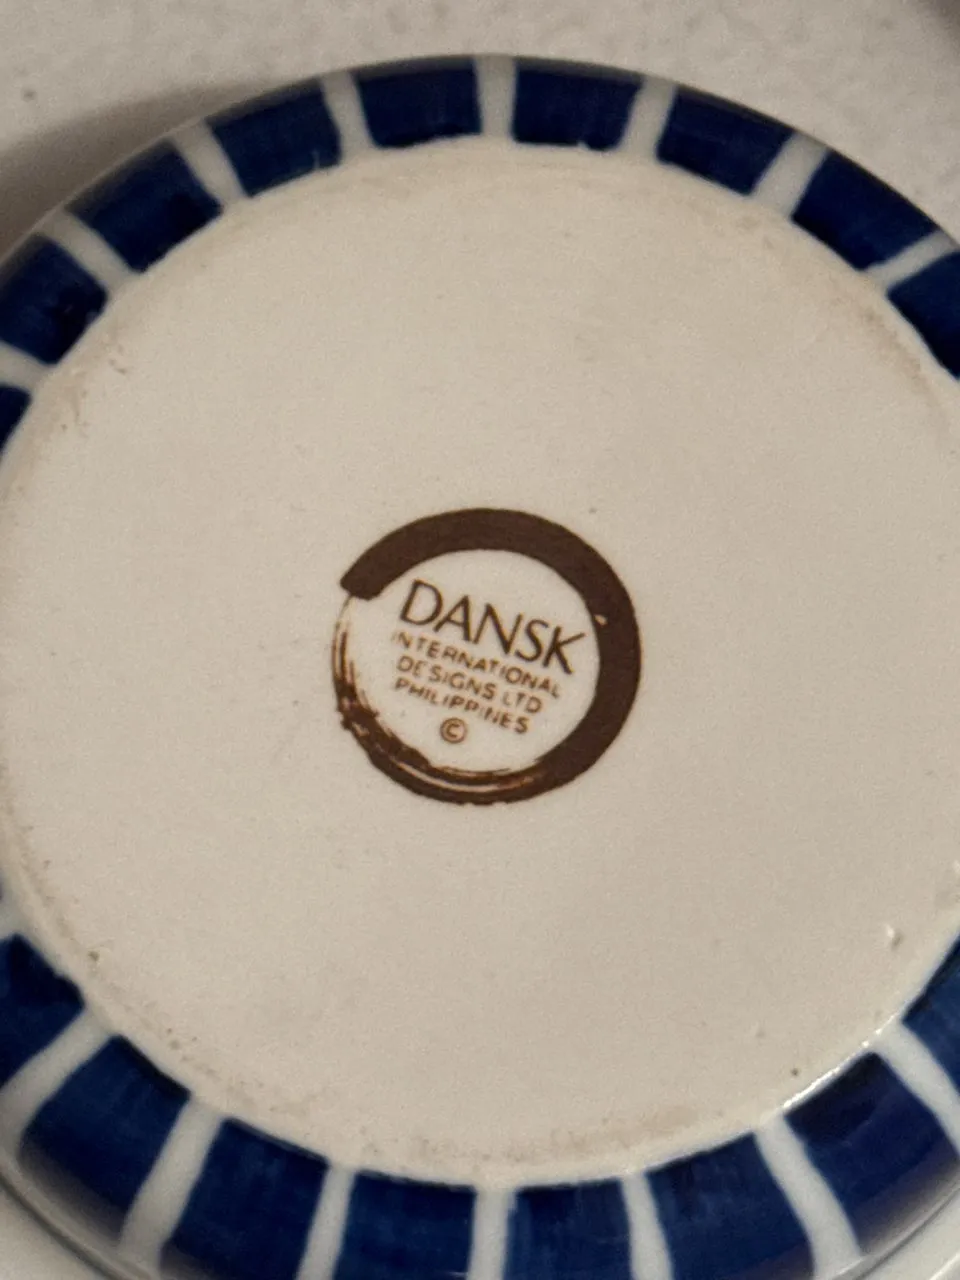 DANSK
INTERNATIONAL
DESIGNS LTD
PHILIPPINES
©